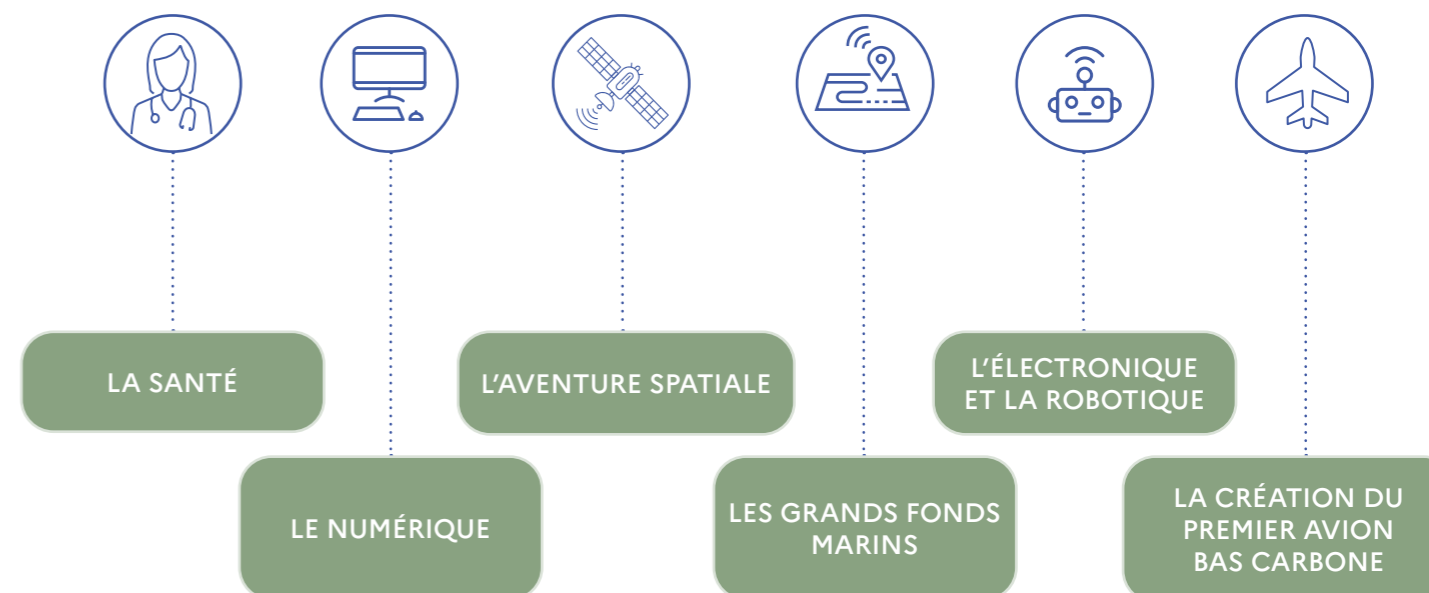 LA SANTÉ
LE NUMÉRIQUE
L’AVENTURE SPATIALE
LES GRANDS FONDS
MARINS
L’ÉLECTRONIQUE
ET LA ROBOTIQUE
LA CRÉATION DU
PREMIER AVION
BAS CARBONE